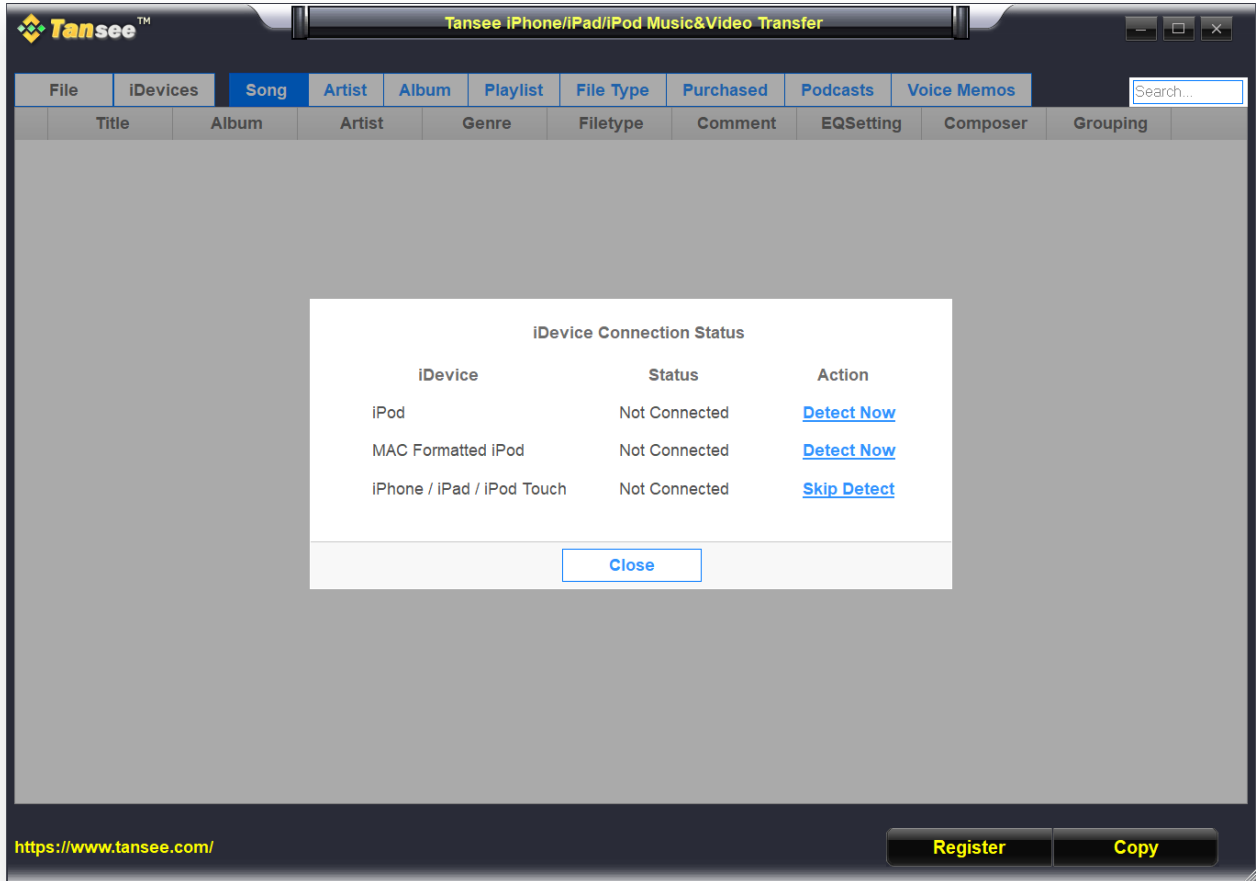 Tansee™
Tansee iPhone/iPad/iPod Music&Video Transfer
File iDevices Song Artist Album Playlist File Type Purchased Podcasts Voice Memos Search...
Title Album Artist Genre Filetype Comment EQSetting Composer Grouping
iDevice Connection Status
iDevice Status Action
iPod Not Connected Detect Now
MAC Formatted iPod Not Connected Detect Now
iPhone / iPad / iPod Touch Not Connected Skip Detect
Close
https://www.tansee.com/ Register Copy